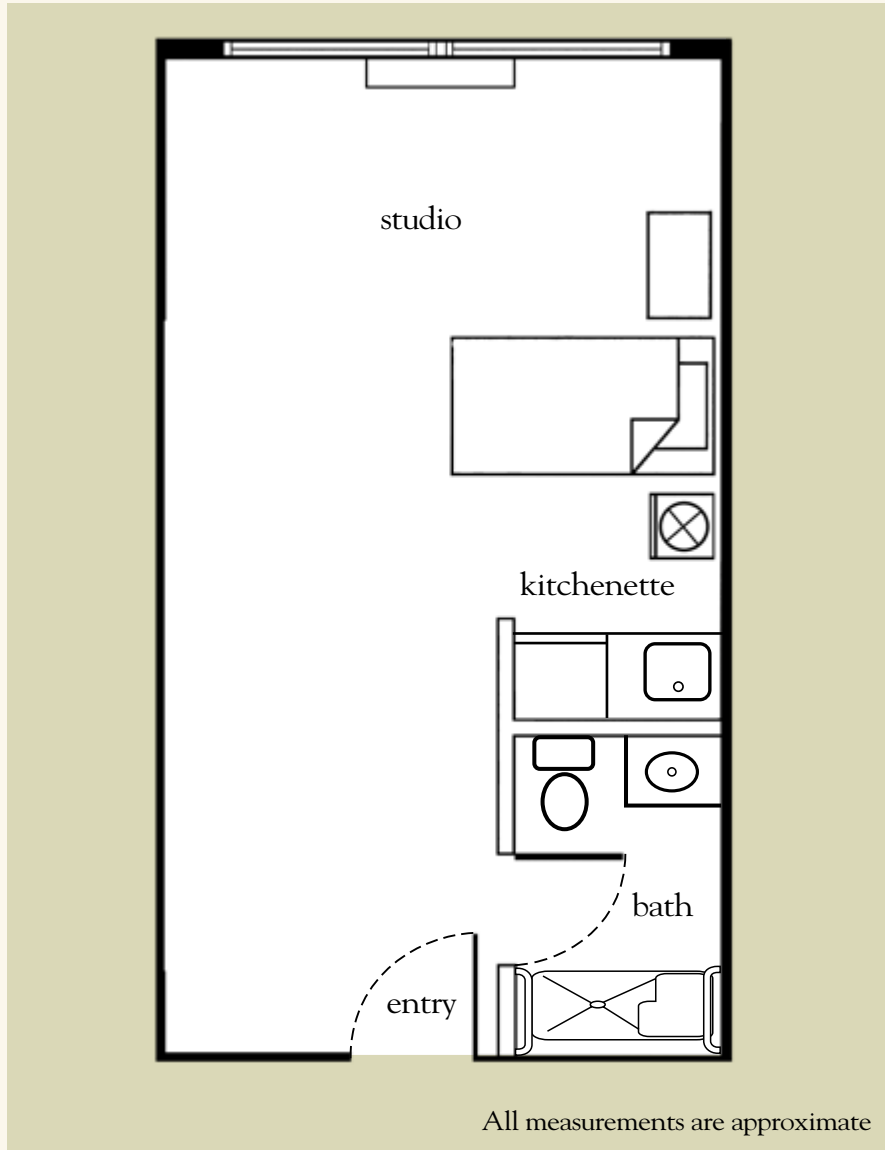 studio
kitchenette
bath
entry
All measurements are approximate